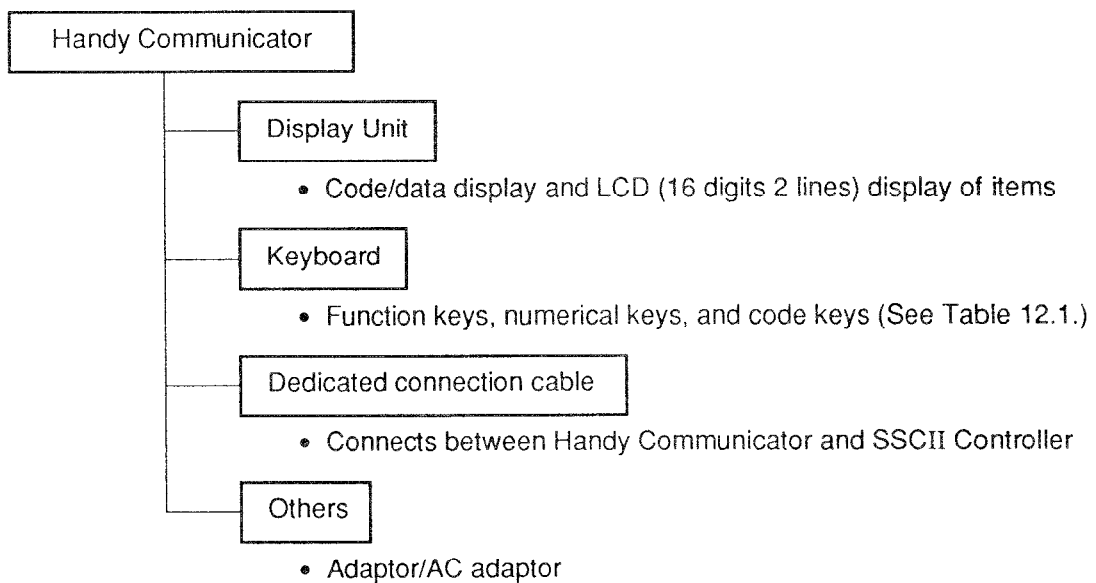 Handy Communicator
Display Unit
• Code/data display and LCD (16 digits 2 lines) display of items
Keyboard
• Function keys, numerical keys, and code keys (See Table 12.1.)
Dedicated connection cable
• Connects between Handy Communicator and SSCII Controller
Others
• Adaptor/AC adaptor